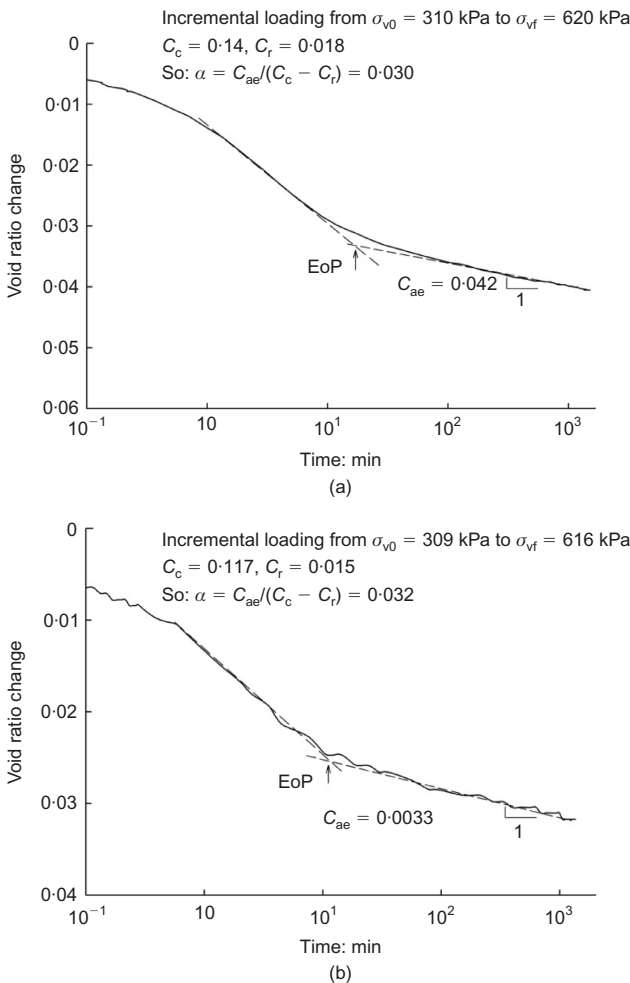 Incremental loading from σv0 = 310 kPa to σvf = 620 kPa
Cc = 0·14, Cr = 0·018
So: α = Cae/(Cc − Cr) = 0·030
0
0·01
0·02
0·03
0·04
0·05
0·06
Void ratio change
EoP
Cae = 0·042
1
10−1
10
101
102
103
Time: min
(a)
Incremental loading from σv0 = 309 kPa to σvf = 616 kPa
Cc = 0·117, Cr = 0·015
So: α = Cae/(Cc − Cr) = 0·032
0
0·01
0·02
0·03
0·04
Void ratio change
EoP
Cae = 0·0033
1
10−1
10
101
102
103
Time: min
(b)